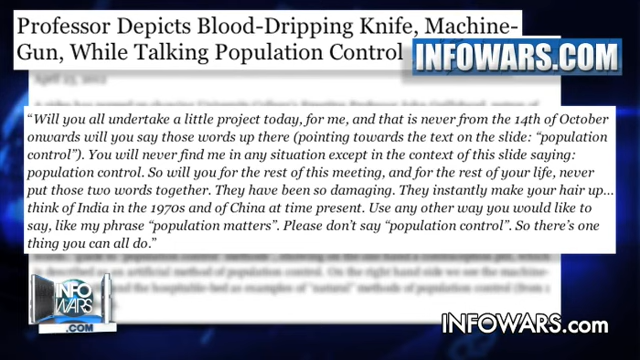 Professor Depicts Blood-Dripping Knife, Machine-
Gun, While Talking Population Control
INFOWARS.COM
“Will you all undertake a little project today, for me, and that is never from the 14th of October
onwards will you say those words up there (pointing towards the text on the slide: “population
control”). You will never find me in any situation except in the context of this slide saying:
population control. So will you for the rest of this meeting, and for the rest of your life, never
put those two words together. They have been so damaging. They instantly make your hair up…
think of India in the 1970s and of China at time present. Use any other way you would like to
say, like my phrase “population matters”. Please don’t say “population control”. So there’s one
thing you can all do.”
INFO
WARS
.COM
INFOWARS.com